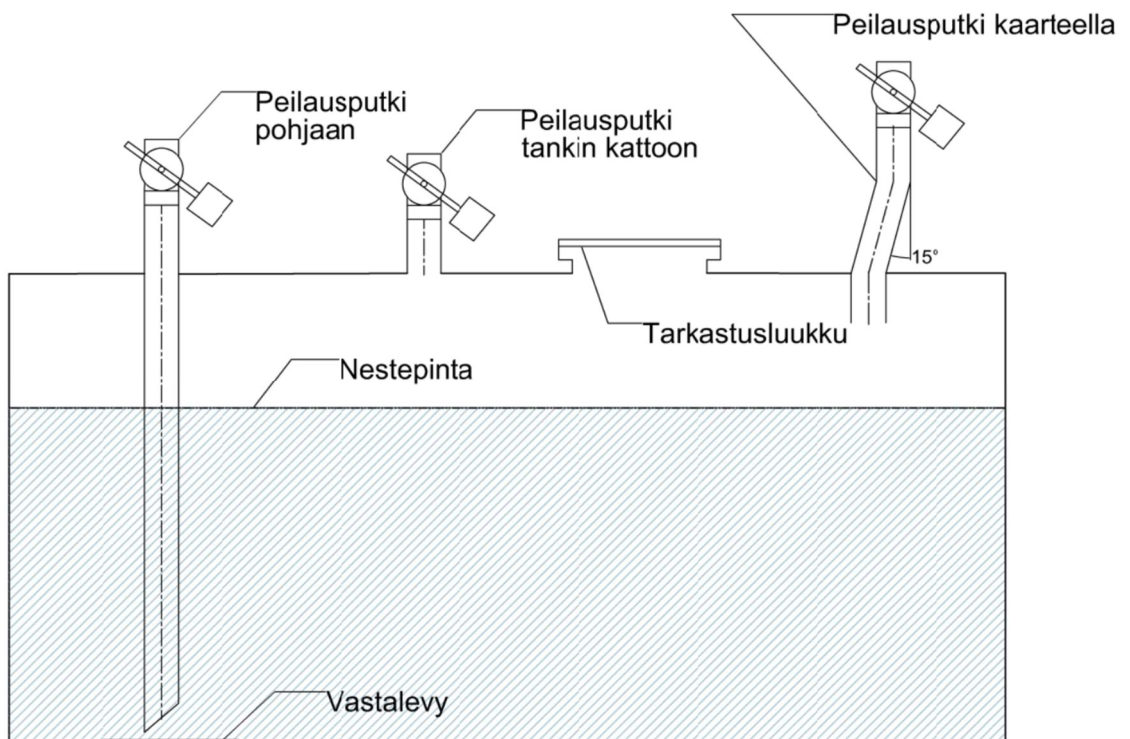 Peilausputki kaarteella
Peilausputki
pohjaan
Peilausputki
tankin kattoon
15°
Tarkastusluukku
Nestepinta
Vastalevy